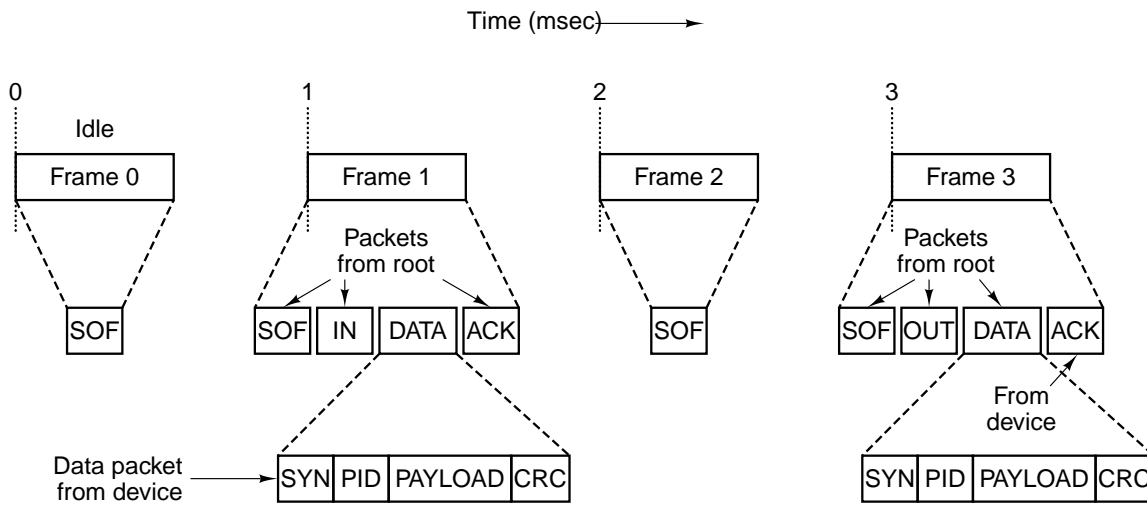 Time (msec)
0
1
2
3
Idle
Frame 0
Frame 1
Frame 2
Frame 3
Packets
from root
Packets
from root
SOF
SOF
IN
DATA
ACK
SOF
SOF
OUT
DATA
ACK
From
device
Data packet
from device
SYN
PID
PAYLOAD
CRC
SYN
PID
PAYLOAD
CRC